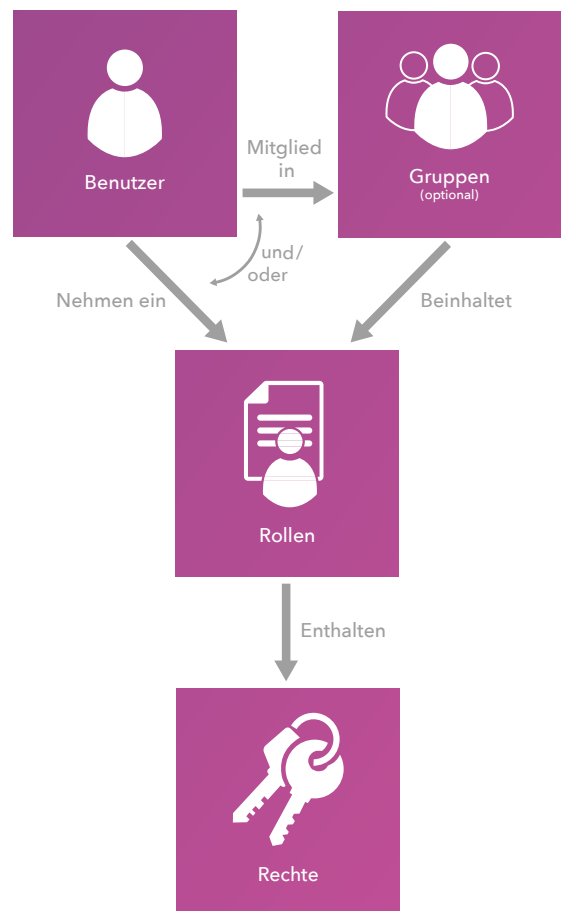 Benutzer
Mitglied
in
Gruppen
(optional)
und/
oder
Nehmen ein
Beinhaltet
Rollen
Enthalten
Rechte